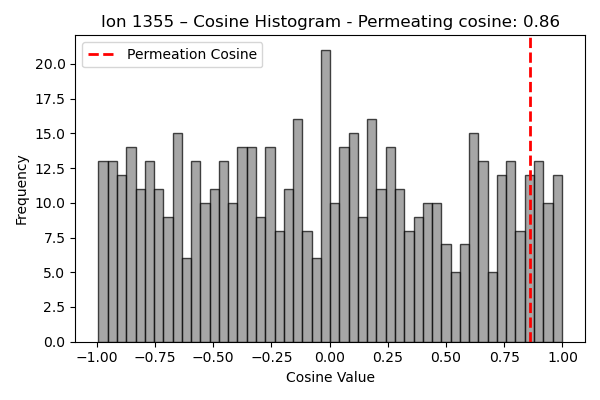 Ion 1355 – Cosine Histogram - Permeating cosine: 0.86
Permeation Cosine
20.0
17.5
15.0
12.5
10.0
7.5
5.0
2.5
0.0
Frequency
−1.00 −0.75 −0.50 −0.25 0.00 0.25 0.50 0.75 1.00
Cosine Value